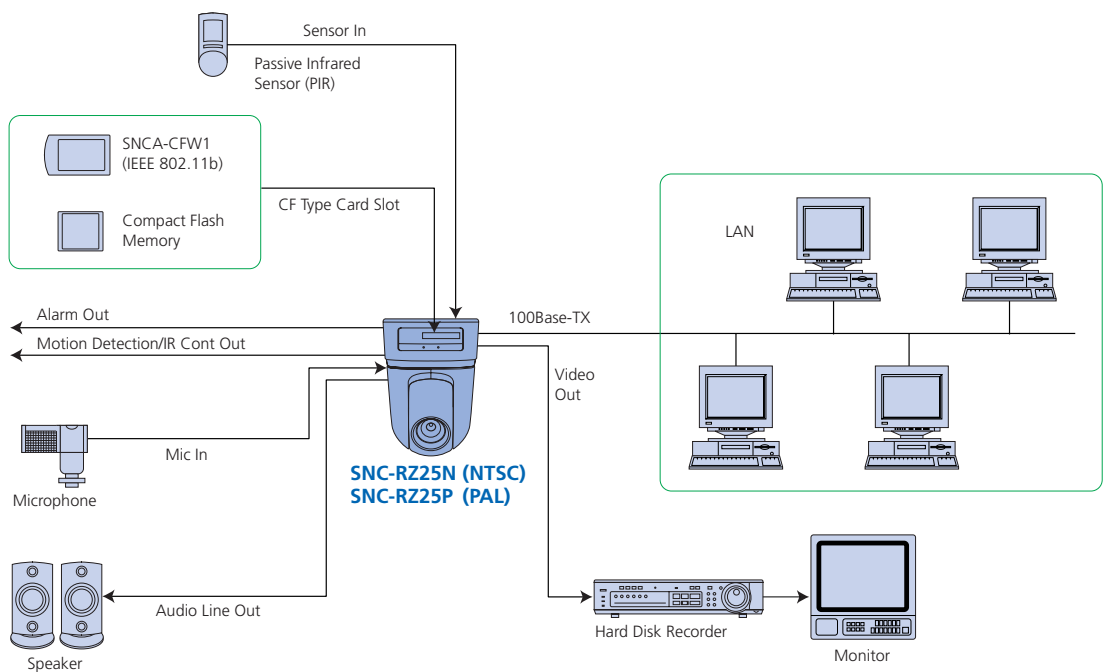 Sensor In
Passive Infrared
Sensor (PIR)
SNCA-CFW1
(IEEE 802.11b)
CF Type Card Slot
Compact Flash
Memory
LAN
Alarm Out
100Base-TX
Motion Detection/IR Cont Out
Video
Out
Mic In
Microphone
SNC-RZ25N (NTSC)
SNC-RZ25P (PAL)
Audio Line Out
Speaker
Hard Disk Recorder
Monitor